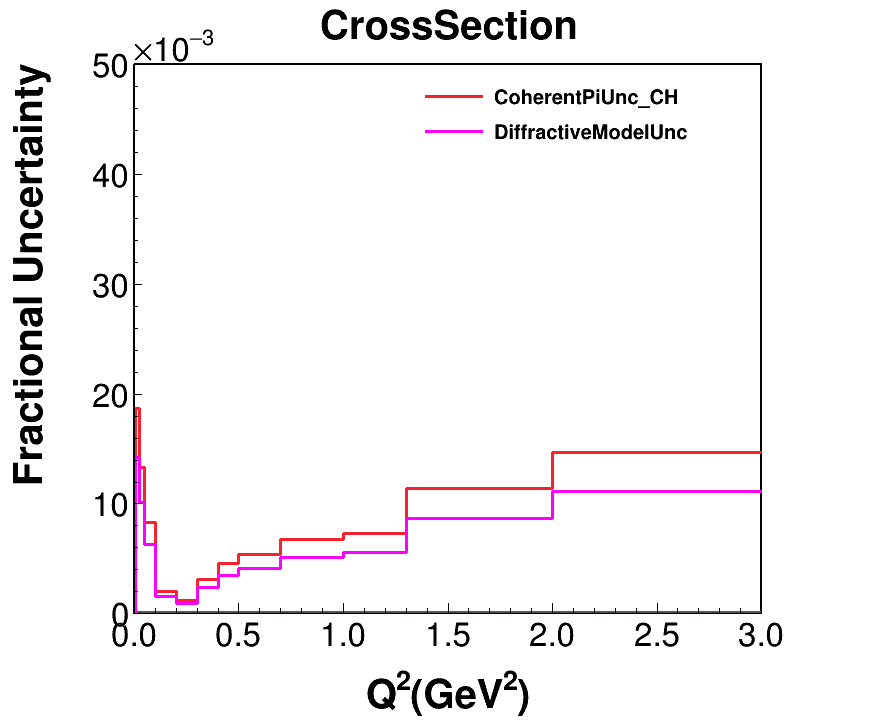 CrossSection
×10⁻³
50
40
30
20
10
0
Fractional Uncertainty
CoherentPiUnc_CH
DiffractiveModelUnc
0.0 0.5 1.0 1.5 2.0 2.5 3.0
Q²(GeV²)